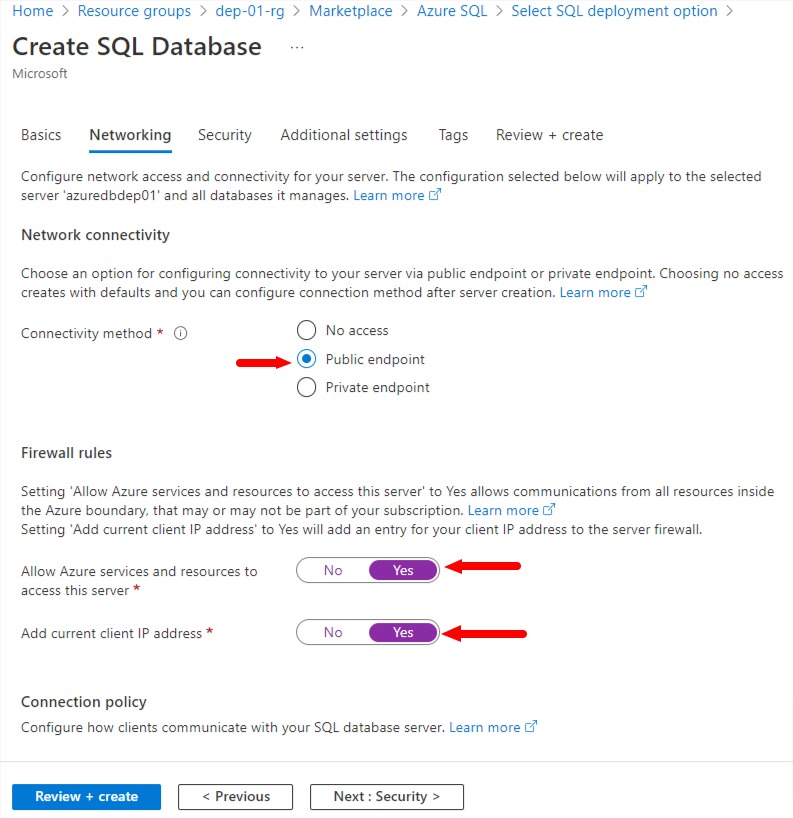 Home > Resource groups > dep-01-rg > Marketplace > Azure SQL > Select SQL deployment option >
Create SQL Database ...
Microsoft
Basics Networking Security Additional settings Tags Review + create
Configure network access and connectivity for your server. The configuration selected below will apply to the selected
server 'azuredbdep01' and all databases it manages. Learn more
Network connectivity
Choose an option for configuring connectivity to your server via public endpoint or private endpoint. Choosing no access
creates with defaults and you can configure connection method after server creation. Learn more
Connectivity method *
No access
Public endpoint
Private endpoint
Firewall rules
Setting 'Allow Azure services and resources to access this server' to Yes allows communications from all resources inside
the Azure boundary, that may or may not be part of your subscription. Learn more
Setting 'Add current client IP address' to Yes will add an entry for your client IP address to the server firewall.
Allow Azure services and resources to No Yes
access this server *
Add current client IP address * No Yes
Connection policy
Configure how clients communicate with your SQL database server. Learn more
Review + create < Previous Next : Security >